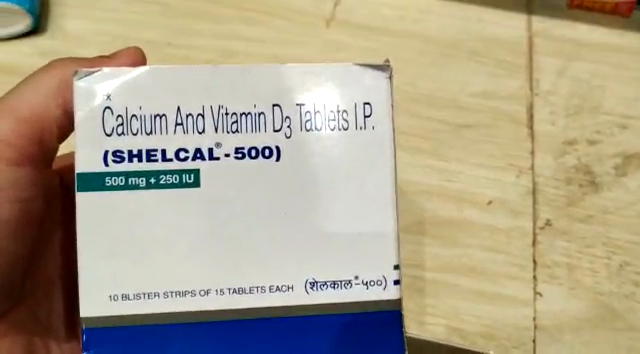 *
Calcium And Vitamin D3 Tablets I.P.
(SHELCAL®-500)
500 mg + 250 IU
10 BLISTER STRIPS OF 15 TABLETS EACH (शेलकाल®-५००)